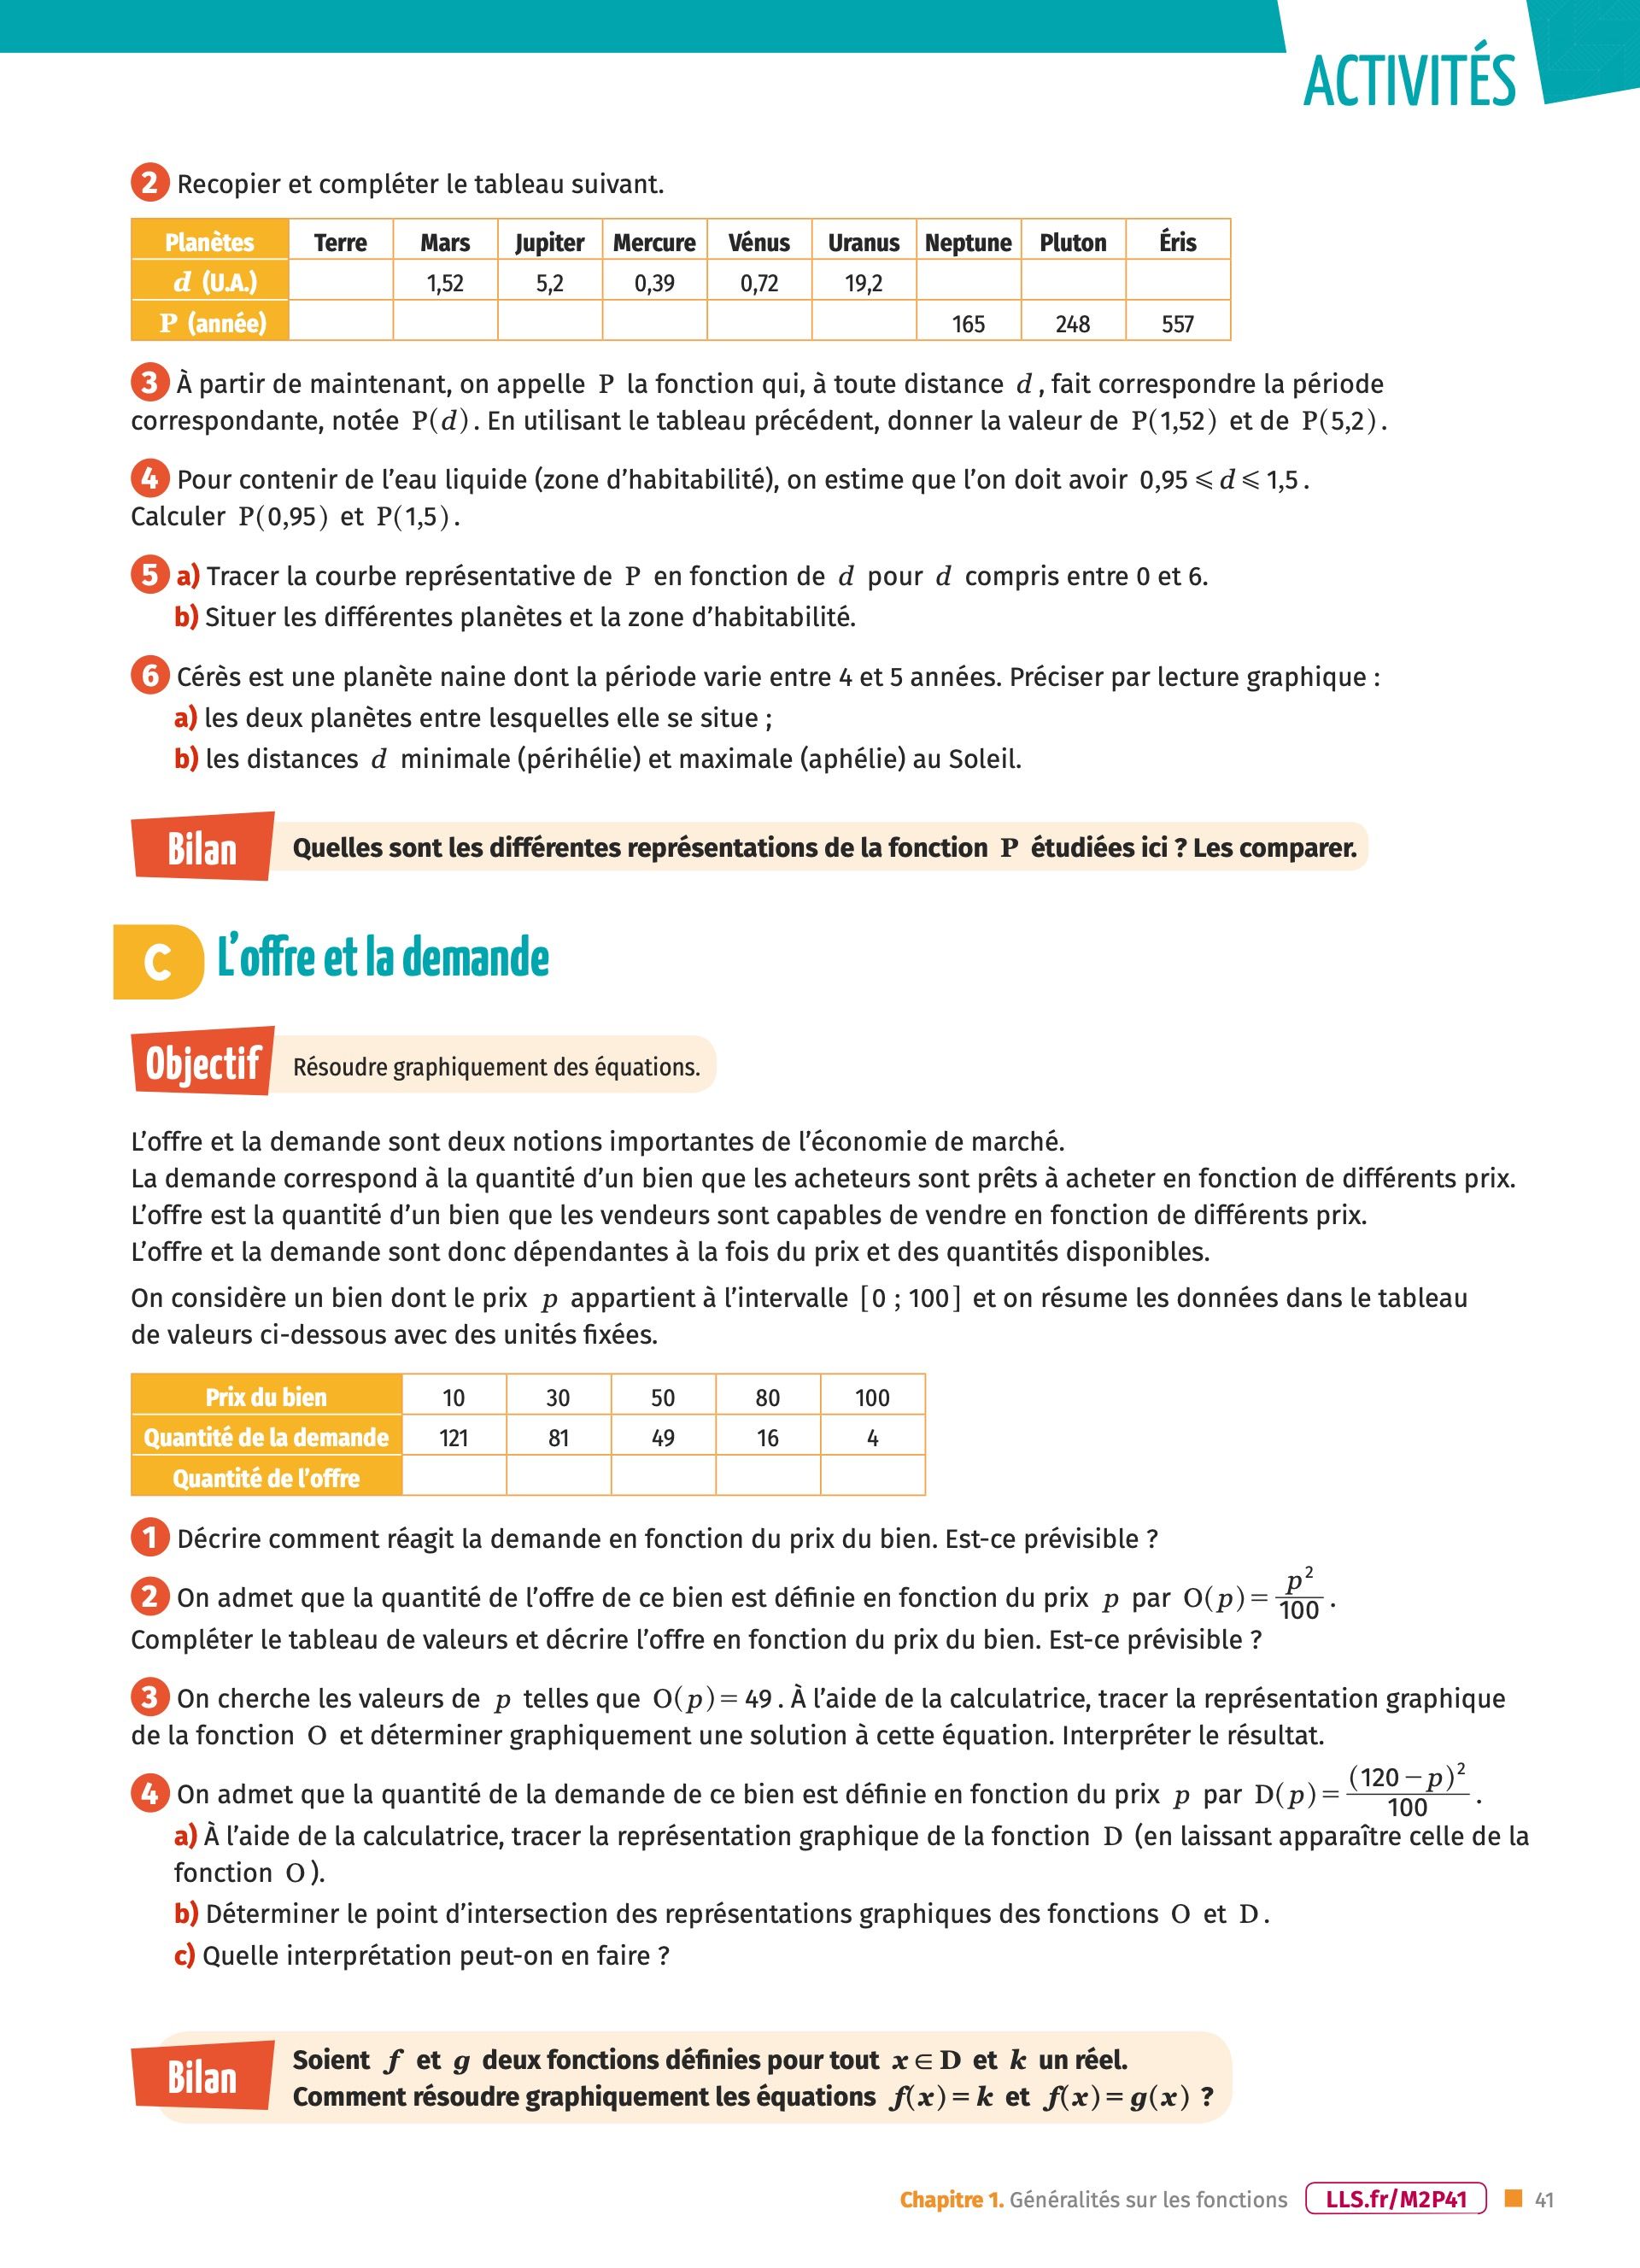 ACTIVITÉS
2 Recopier et compléter le tableau suivant.
Planètes Terre Mars Jupiter Mercure Vénus Uranus Neptune Pluton Éris
d (U.A.) 1,52 5,2 0,39 0,72 19,2
P (année) 165 248 557
3 À partir de maintenant, on appelle P la fonction qui, à toute distance d, fait correspondre la période
correspondante, notée P(d). En utilisant le tableau précédent, donner la valeur de P(1,52) et de P(5,2).
4 Pour contenir de l'eau liquide (zone d'habitabilité), on estime que l'on doit avoir 0,95 ⩽ d ⩽ 1,5.
Calculer P(0,95) et P(1,5).
5 a) Tracer la courbe représentative de P en fonction de d pour d compris entre 0 et 6.
b) Situer les différentes planètes et la zone d'habitabilité.
6 Cérès est une planète naine dont la période varie entre 4 et 5 années. Préciser par lecture graphique :
a) les deux planètes entre lesquelles elle se situe ;
b) les distances d minimale (périhélie) et maximale (aphélie) au Soleil.
Bilan Quelles sont les différentes représentations de la fonction P étudiées ici ? Les comparer.
C L'offre et la demande
Objectif Résoudre graphiquement des équations.
L'offre et la demande sont deux notions importantes de l'économie de marché.
La demande correspond à la quantité d'un bien que les acheteurs sont prêts à acheter en fonction de différents prix.
L'offre est la quantité d'un bien que les vendeurs sont capables de vendre en fonction de différents prix.
L'offre et la demande sont donc dépendantes à la fois du prix et des quantités disponibles.
On considère un bien dont le prix p appartient à l'intervalle [0 ; 100] et on résume les données dans le tableau
de valeurs ci-dessous avec des unités fixées.
Prix du bien 10 30 50 80 100
Quantité de la demande 121 81 49 16 4
Quantité de l'offre
1 Décrire comment réagit la demande en fonction du prix du bien. Est-ce prévisible ?
2 On admet que la quantité de l'offre de ce bien est définie en fonction du prix p par O(p) = p²/100.
Compléter le tableau de valeurs et décrire l'offre en fonction du prix du bien. Est-ce prévisible ?
3 On cherche les valeurs de p telles que O(p) = 49. À l'aide de la calculatrice, tracer la représentation graphique
de la fonction O et déterminer graphiquement une solution à cette équation. Interpréter le résultat.
4 On admet que la quantité de la demande de ce bien est définie en fonction du prix p par D(p) = (120 − p)²/100.
a) À l'aide de la calculatrice, tracer la représentation graphique de la fonction D (en laissant apparaître celle de la
fonction O).
b) Déterminer le point d'intersection des représentations graphiques des fonctions O et D.
c) Quelle interprétation peut-on en faire ?
Bilan Soient f et g deux fonctions définies pour tout x ∈ D et k un réel.
Comment résoudre graphiquement les équations f(x) = k et f(x) = g(x) ?
Chapitre 1. Généralités sur les fonctions LLS.fr/M2P41 41